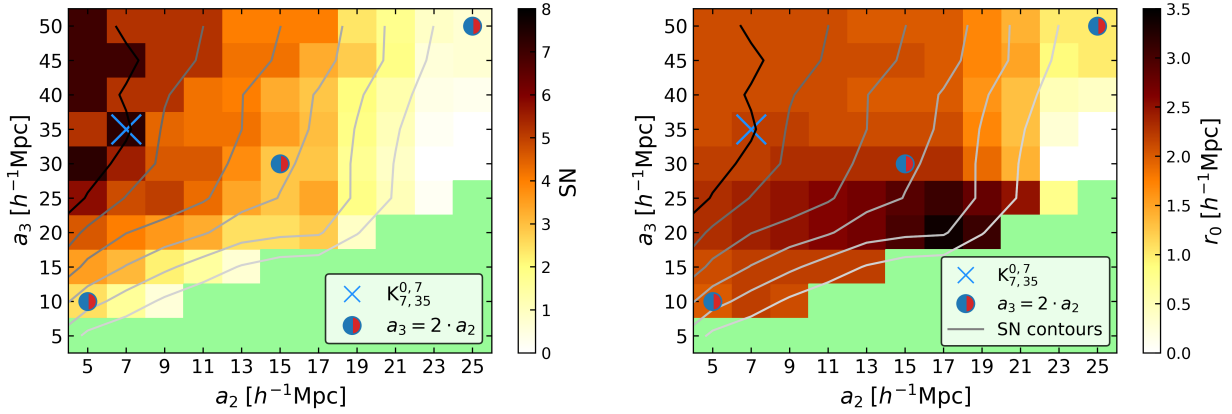 50
45
40
35
30
25
20
15
10
5
a₃ [h⁻¹Mpc]
5 7 9 11 13 15 17 19 21 23 25
a₂ [h⁻¹Mpc]
K⁰,⁷₇,₃₅
a₃ = 2 · a₂
8
7
6
5
4
3
2
1
0
SN
50
45
40
35
30
25
20
15
10
5
a₃ [h⁻¹Mpc]
5 7 9 11 13 15 17 19 21 23 25
a₂ [h⁻¹Mpc]
K⁰,⁷₇,₃₅
a₃ = 2 · a₂
SN contours
3.5
3.0
2.5
2.0
1.5
1.0
0.5
0.0
r₀ [h⁻¹Mpc]